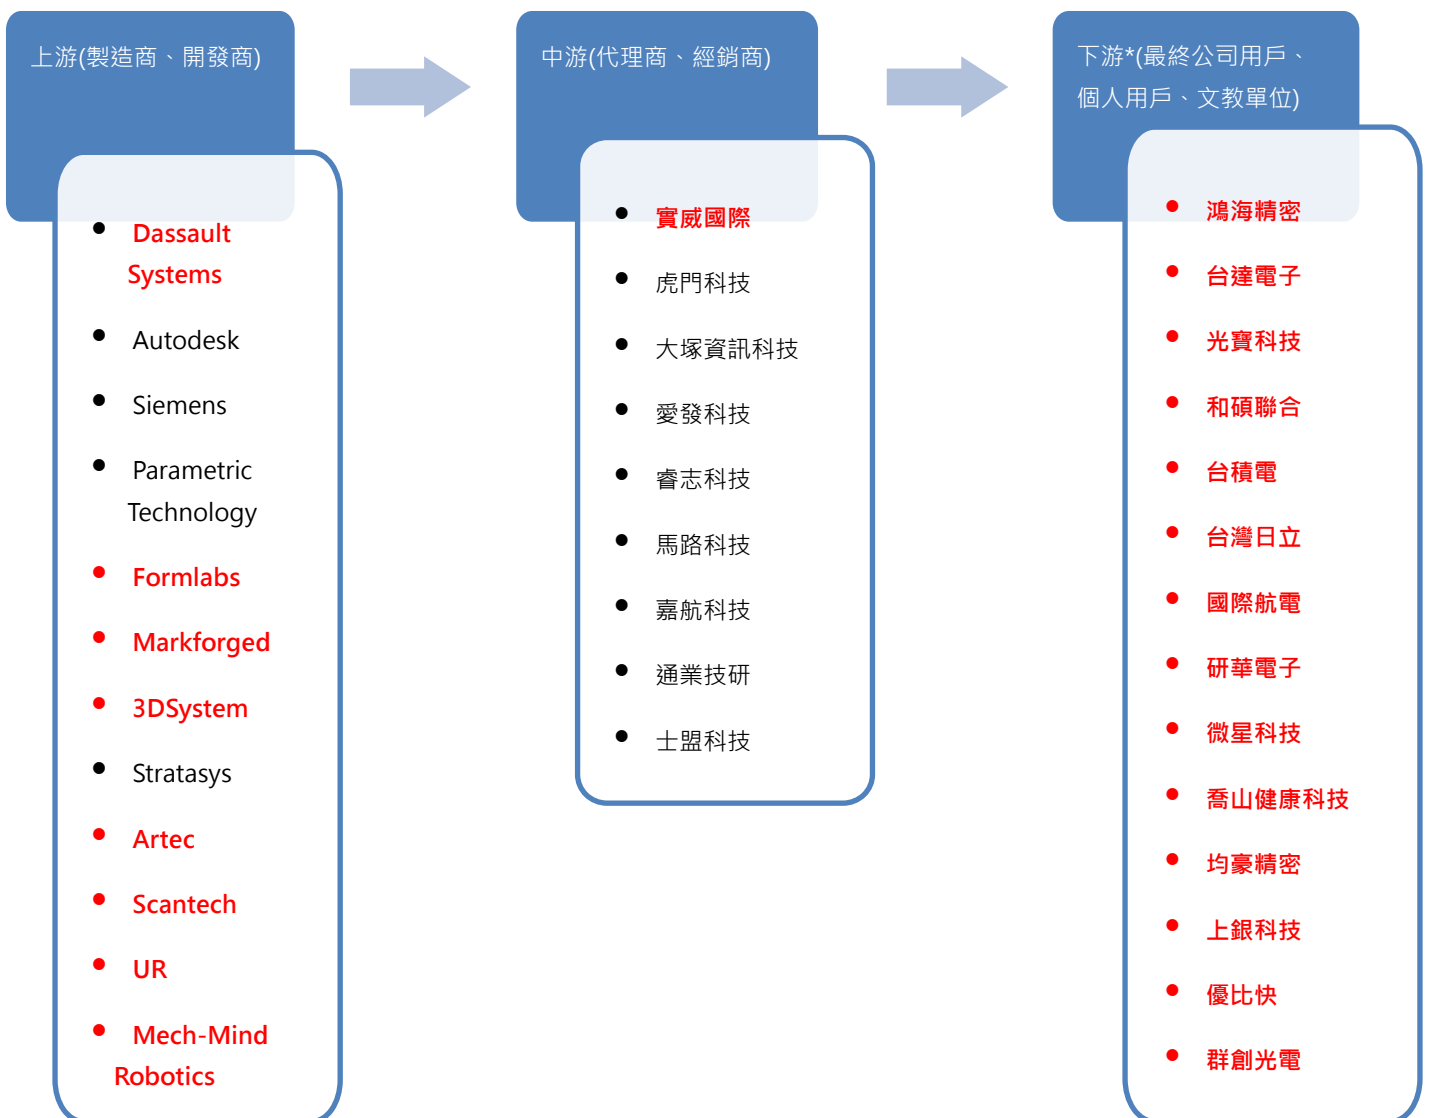 上游(製造商、開發商)
• Dassault
Systems
• Autodesk
• Siemens
• Parametric
Technology
• Formlabs
• Markforged
• 3DSystem
• Stratasys
• Artec
• Scantech
• UR
• Mech-Mind
Robotics
中游(代理商、經銷商)
• 實威國際
• 虎門科技
• 大塚資訊科技
• 愛發科技
• 睿志科技
• 馬路科技
• 嘉航科技
• 通業技研
• 士盟科技
下游*(最終公司用戶、
個人用戶、文教單位)
• 鴻海精密
• 台達電子
• 光寶科技
• 和碩聯合
• 台積電
• 台灣日立
• 國際航電
• 研華電子
• 微星科技
• 喬山健康科技
• 均豪精密
• 上銀科技
• 優比快
• 群創光電